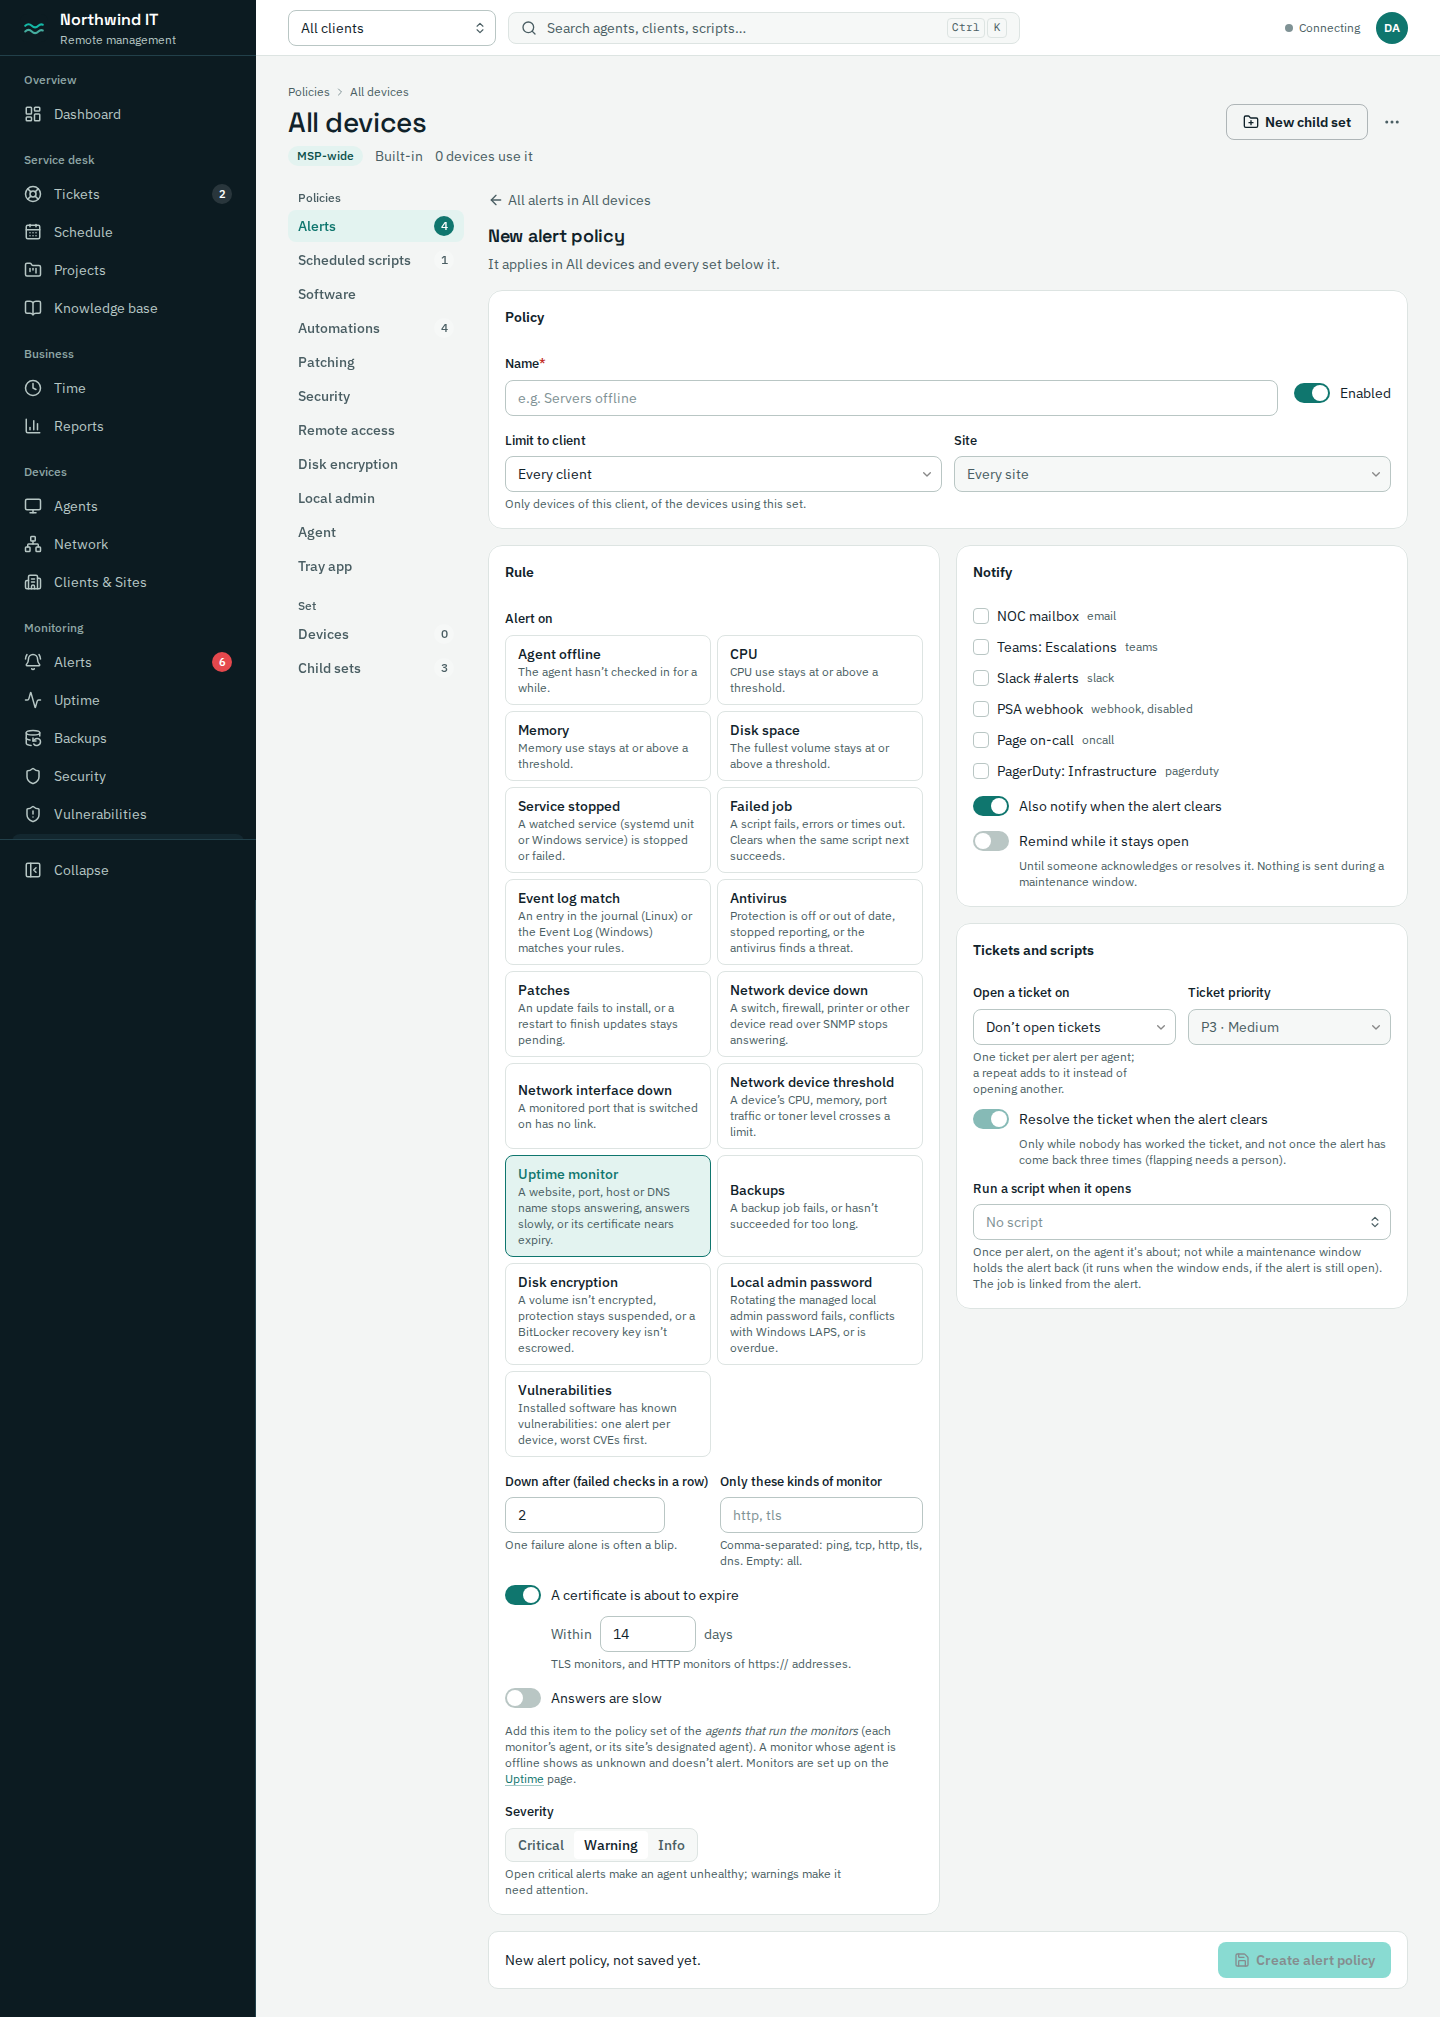 Northwind IT
Remote management
Overview
Dashboard
Service desk
Tickets 2
Schedule
Projects
Knowledge base
Business
Time
Reports
Devices
Agents
Network
Clients & Sites
Monitoring
Alerts 6
Uptime
Backups
Security
Vulnerabilities
Collapse
All clients
Search agents, clients, scripts... Ctrl K
Connecting DA
Policies > All devices
All devices
New child set
MSP-wide Built-in 0 devices use it
Policies
Alerts 4
Scheduled scripts 1
Software
Automations 4
Patching
Security
Remote access
Disk encryption
Local admin
Agent
Tray app
Set
Devices 0
Child sets 3
All alerts in All devices
New alert policy
It applies in All devices and every set below it.
Policy
Name*
e.g. Servers offline
Enabled
Limit to client
Every client
Only devices of this client, of the devices using this set.
Site
Every site
Rule
Alert on
Agent offline
The agent hasn't checked in for a
while.
CPU
CPU use stays at or above a
threshold.
Memory
Memory use stays at or above a
threshold.
Disk space
The fullest volume stays at or
above a threshold.
Service stopped
A watched service (systemd unit
or Windows service) is stopped
or failed.
Failed job
A script fails, errors or times out.
Clears when the same script next
succeeds.
Event log match
An entry in the journal (Linux) or
the Event Log (Windows)
matches your rules.
Antivirus
Protection is off or out of date,
stopped reporting, or the
antivirus finds a threat.
Patches
An update fails to install, or a
restart to finish updates stays
pending.
Network device down
A switch, firewall, printer or other
device read over SNMP stops
answering.
Network interface down
A monitored port that is switched
on has no link.
Network device threshold
A device's CPU, memory, port
traffic or toner level crosses a
limit.
Uptime monitor
A website, port, host or DNS
name stops answering, answers
slowly, or its certificate nears
expiry.
Backups
A backup job fails, or hasn't
succeeded for too long.
Disk encryption
A volume isn't encrypted,
protection stays suspended, or a
BitLocker recovery key isn't
escrowed.
Local admin password
Rotating the managed local
admin password fails, conflicts
with Windows LAPS, or is
overdue.
Vulnerabilities
Installed software has known
vulnerabilities: one alert per
device, worst CVEs first.
Down after (failed checks in a row)
2
One failure alone is often a blip.
Only these kinds of monitor
http, tls
Comma-separated: ping, tcp, http, tls,
dns. Empty: all.
A certificate is about to expire
Within 14 days
TLS monitors, and HTTP monitors of https:// addresses.
Answers are slow
Add this item to the policy set of the agents that run the monitors (each
monitor's agent, or its site's designated agent). A monitor whose agent is
offline shows as unknown and doesn't alert. Monitors are set up on the
Uptime page.
Severity
Critical Warning Info
Open critical alerts make an agent unhealthy; warnings make it
need attention.
Notify
NOC mailbox email
Teams: Escalations teams
Slack #alerts slack
PSA webhook webhook, disabled
Page on-call oncall
PagerDuty: Infrastructure pagerduty
Also notify when the alert clears
Remind while it stays open
Until someone acknowledges or resolves it. Nothing is sent during a
maintenance window.
Tickets and scripts
Open a ticket on
Don't open tickets
One ticket per alert per agent;
a repeat adds to it instead of
opening another.
Ticket priority
P3 · Medium
Resolve the ticket when the alert clears
Only while nobody has worked the ticket, and not once the alert has
come back three times (flapping needs a person).
Run a script when it opens
No script
Once per alert, on the agent it's about; not while a maintenance window
holds the alert back (it runs when the window ends, if the alert is still open).
The job is linked from the alert.
New alert policy, not saved yet.
Create alert policy